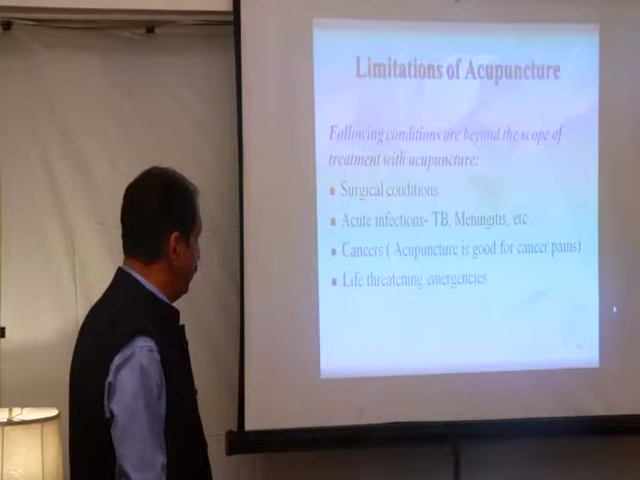 Limitations of Acupuncture
Following conditions are beyond the scope of
treatment with acupuncture:
Surgical conditions
Acute infections- TB, Meningitis, etc
Cancers ( Acupuncture is good for cancer pains)
Life threatening emergencies